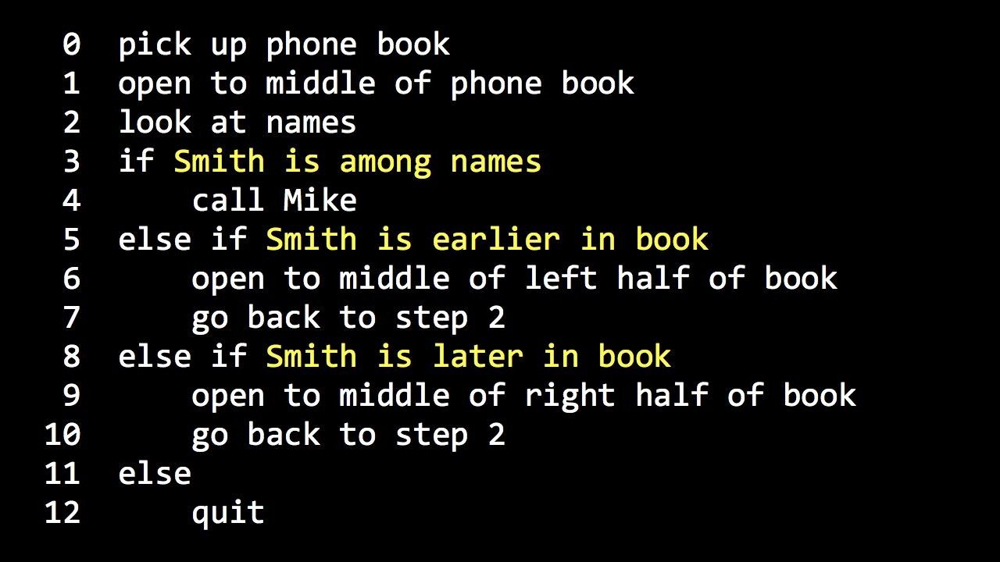 0 pick up phone book
1 open to middle of phone book
2 look at names
3 if Smith is among names
4 call Mike
5 else if Smith is earlier in book
6 open to middle of left half of book
7 go back to step 2
8 else if Smith is later in book
9 open to middle of right half of book
10 go back to step 2
11 else
12 quit